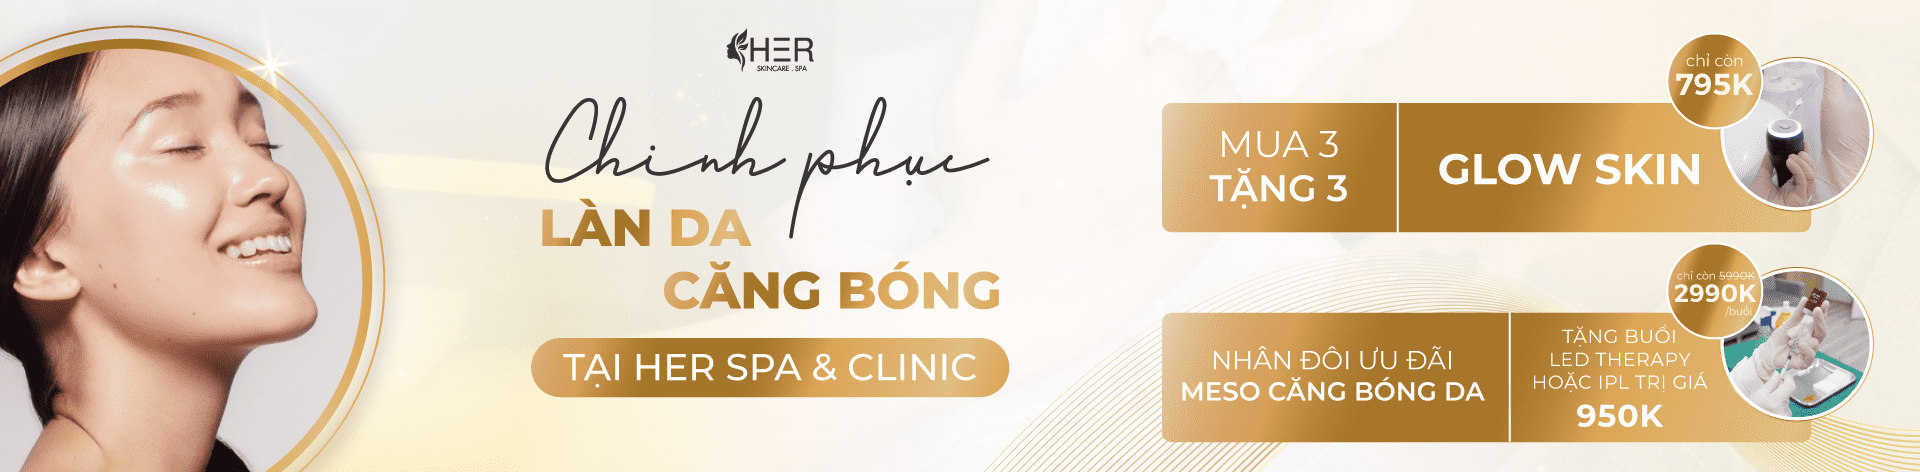 HER
SKINCARE . SPA
Chinh phục
LÀN DA
CĂNG BÓNG
TẠI HER SPA & CLINIC
chỉ còn
795K
MUA 3
TẶNG 3
GLOW SKIN
chỉ còn 5990K
2990K
/buổi
NHÂN ĐÔI ƯU ĐÃI
MESO CĂNG BÓNG DA
TẶNG BUỔI
LED THERAPY
HOẶC IPL TRỊ GIÁ
950K